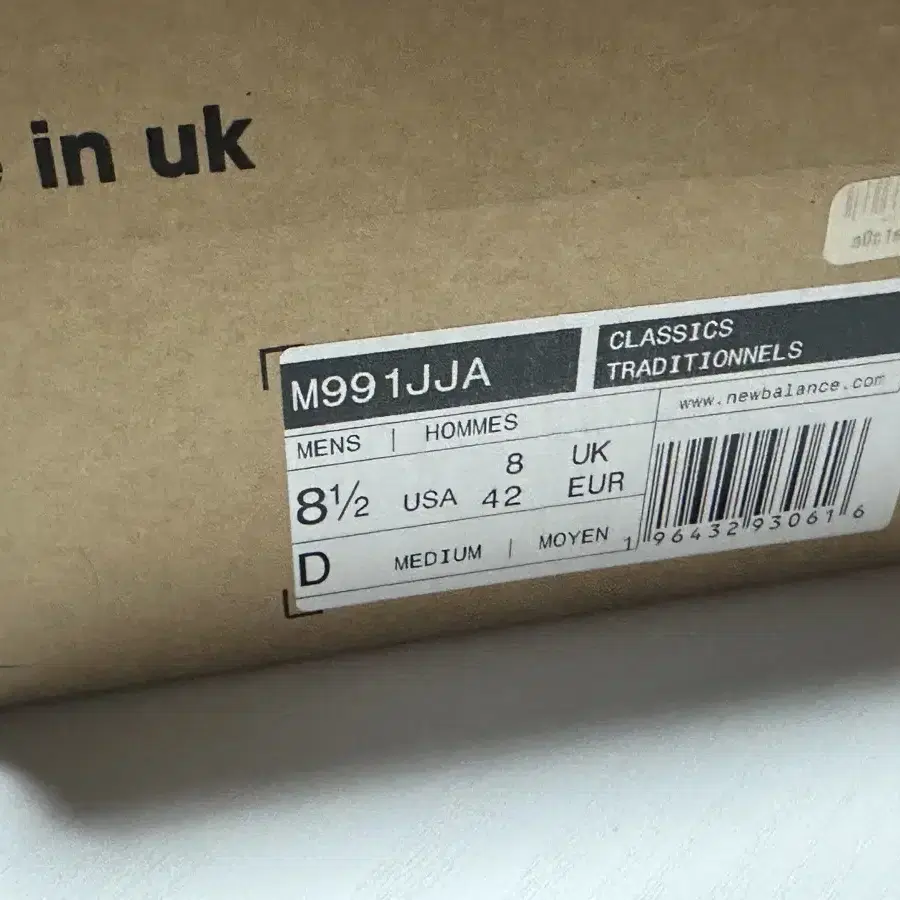 in uk
M991JJA
CLASSICS
TRADITIONNELS
www.newbalance.com
MENS | HOMMES
8½ USA 8 UK
42 EUR
D MEDIUM | MOYEN
1 96432 93061 6